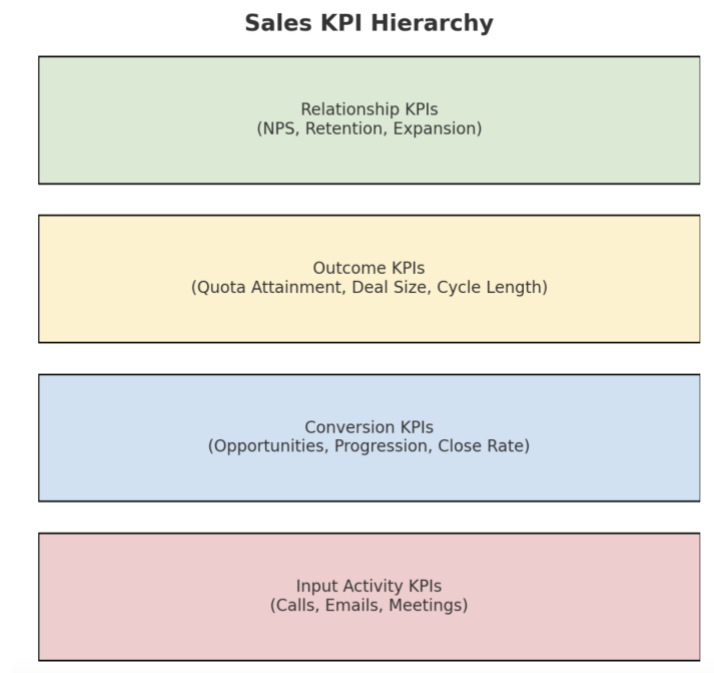 Sales KPI Hierarchy
Relationship KPIs
(NPS, Retention, Expansion)
Outcome KPIs
(Quota Attainment, Deal Size, Cycle Length)
Conversion KPIs
(Opportunities, Progression, Close Rate)
Input Activity KPIs
(Calls, Emails, Meetings)